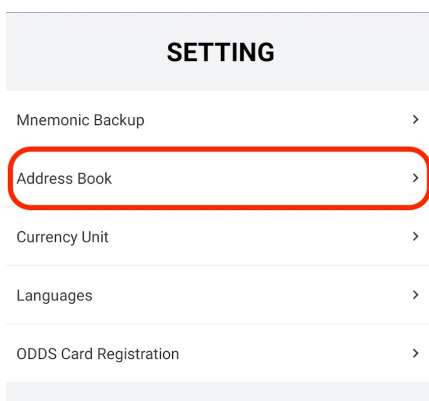 SETTING
Mnemonic Backup
Address Book
Currency Unit
Languages
ODDS Card Registration